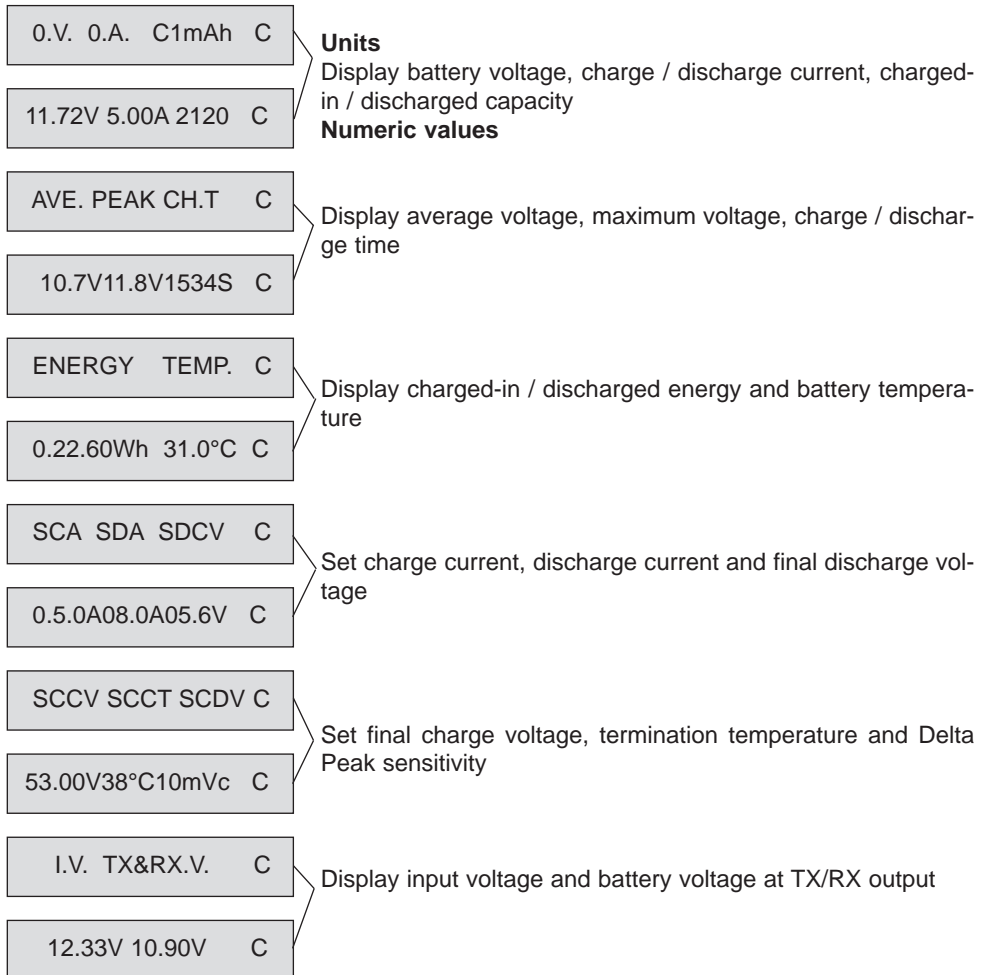 0.V. 0.A. C1mAh C
11.72V 5.00A 2120 C
Units
Display battery voltage, charge / discharge current, charged-
in / discharged capacity
Numeric values
AVE. PEAK CH.T C
10.7V11.8V1534S C
Display average voltage, maximum voltage, charge / dischar-
ge time
ENERGY TEMP. C
0.22.60Wh 31.0°C C
Display charged-in / discharged energy and battery tempera-
ture
SCA SDA SDCV C
0.5.0A08.0A05.6V C
Set charge current, discharge current and final discharge vol-
tage
SCCV SCCT SCDV C
53.00V38°C10mVc C
Set final charge voltage, termination temperature and Delta
Peak sensitivity
I.V. TX&RX.V. C
12.33V 10.90V C
Display input voltage and battery voltage at TX/RX output